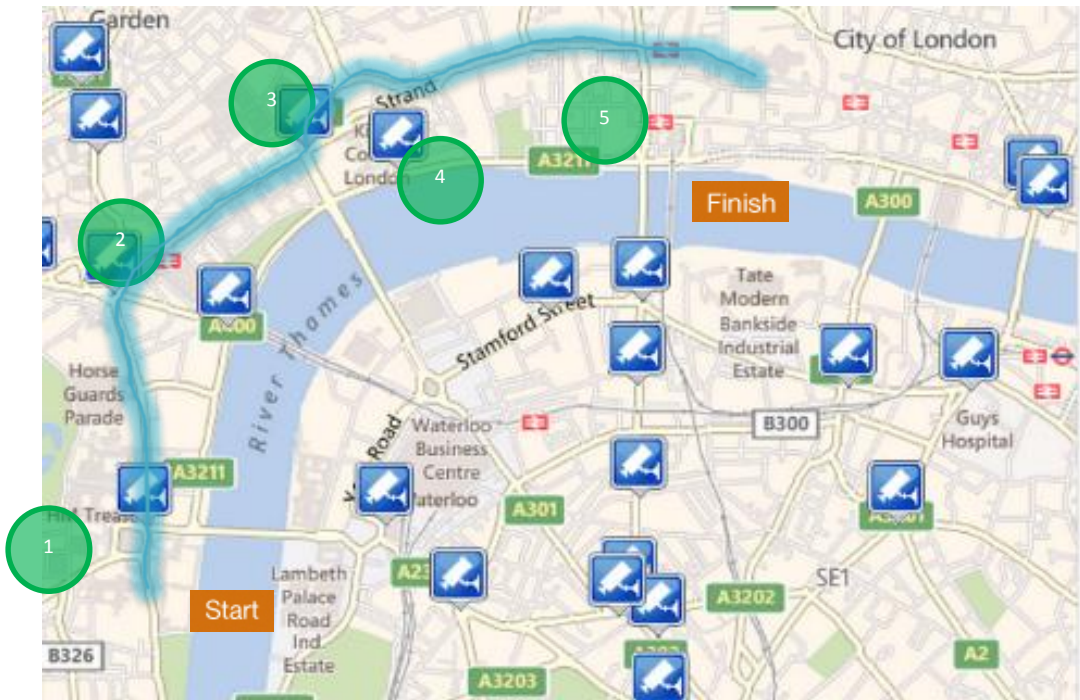 Garden
City of London
3
Strand
5
London
4
A3211
Finish
A300
2
River Thames
Tate
Modern
Bankside
Industrial
Estate
Stamford Street
Horse
Guards
Parade
Road
Waterloo
Business
Centre
Waterloo
B300
Guys
Hospital
A3211
A301
1
Lambeth
Palace
Road
Ind.
Estate
Start
SE1
A3202
B326
A3203
A2